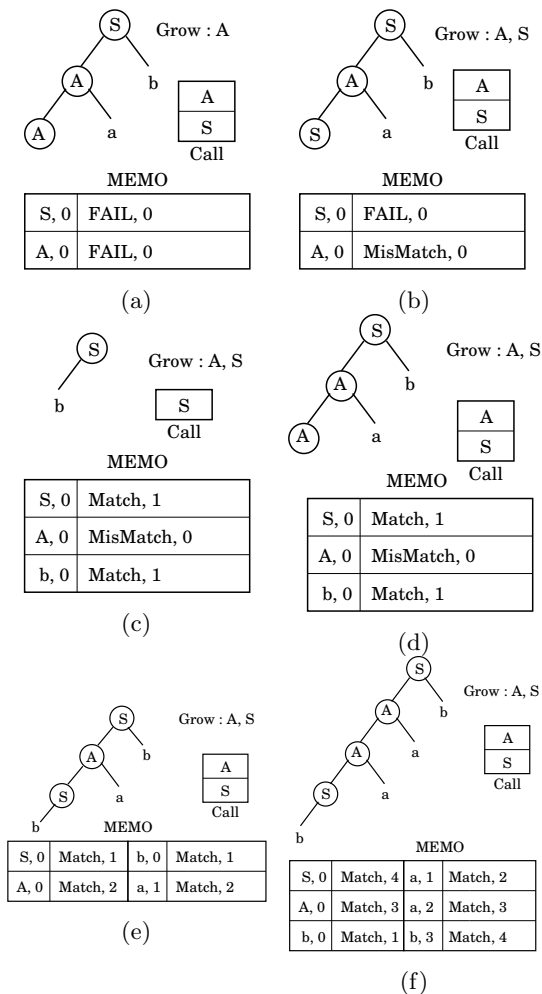 S
Grow : A
A
b
A
a
A
S
Call
MEMO
S, 0 FAIL, 0
A, 0 FAIL, 0
(a)
S
Grow : A, S
A
b
S
a
A
S
Call
MEMO
S, 0 FAIL, 0
A, 0 MisMatch, 0
(b)
S
Grow : A, S
b
S
Call
MEMO
S, 0 Match, 1
A, 0 MisMatch, 0
b, 0 Match, 1
(c)
S
Grow : A, S
A
b
A
a
A
S
Call
MEMO
S, 0 Match, 1
A, 0 MisMatch, 0
b, 0 Match, 1
(d)
S
Grow : A, S
A
b
S
a
b
A
S
Call
MEMO
S, 0 Match, 1 b, 0 Match, 1
A, 0 Match, 2 a, 1 Match, 2
(e)
S
Grow : A, S
A
b
A
a
S
a
b
A
S
Call
MEMO
S, 0 Match, 4 a, 1 Match, 2
A, 0 Match, 3 a, 2 Match, 3
b, 0 Match, 1 b, 3 Match, 4
(f)